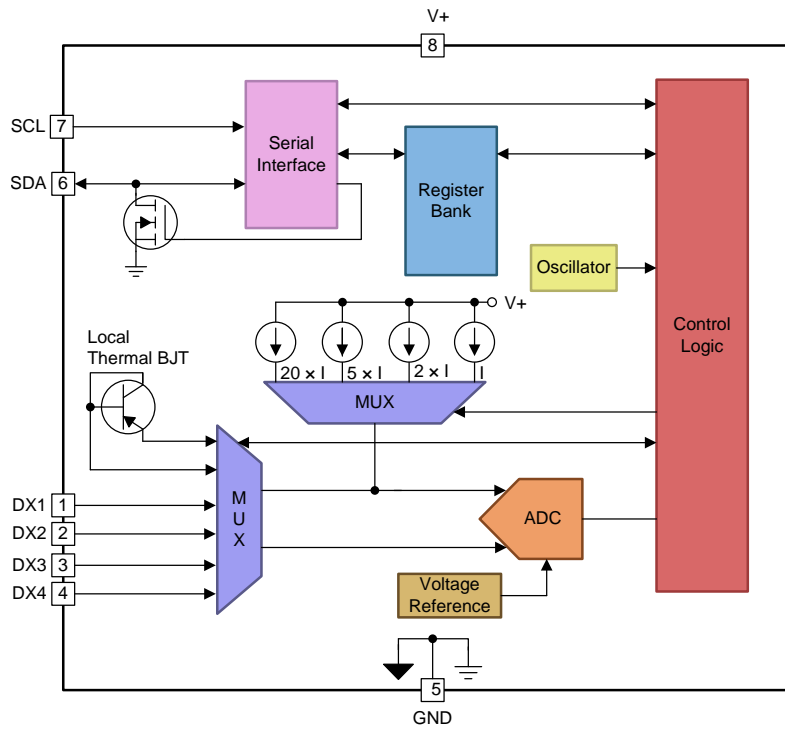 V+
8
SCL
7
Serial
Interface
SDA
6
Register
Bank
Oscillator
Control
Logic
V+
20 × I
5 × I
2 × I
I
MUX
Local
Thermal BJT
DX1
1
DX2
2
DX3
3
DX4
4
M
U
X
ADC
Voltage
Reference
5
GND